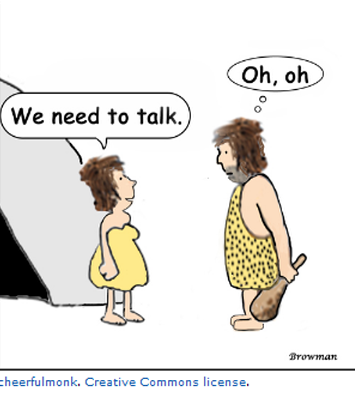 Oh, oh
We need to talk.
Browman
cheerfulmonk. Creative Commons license.